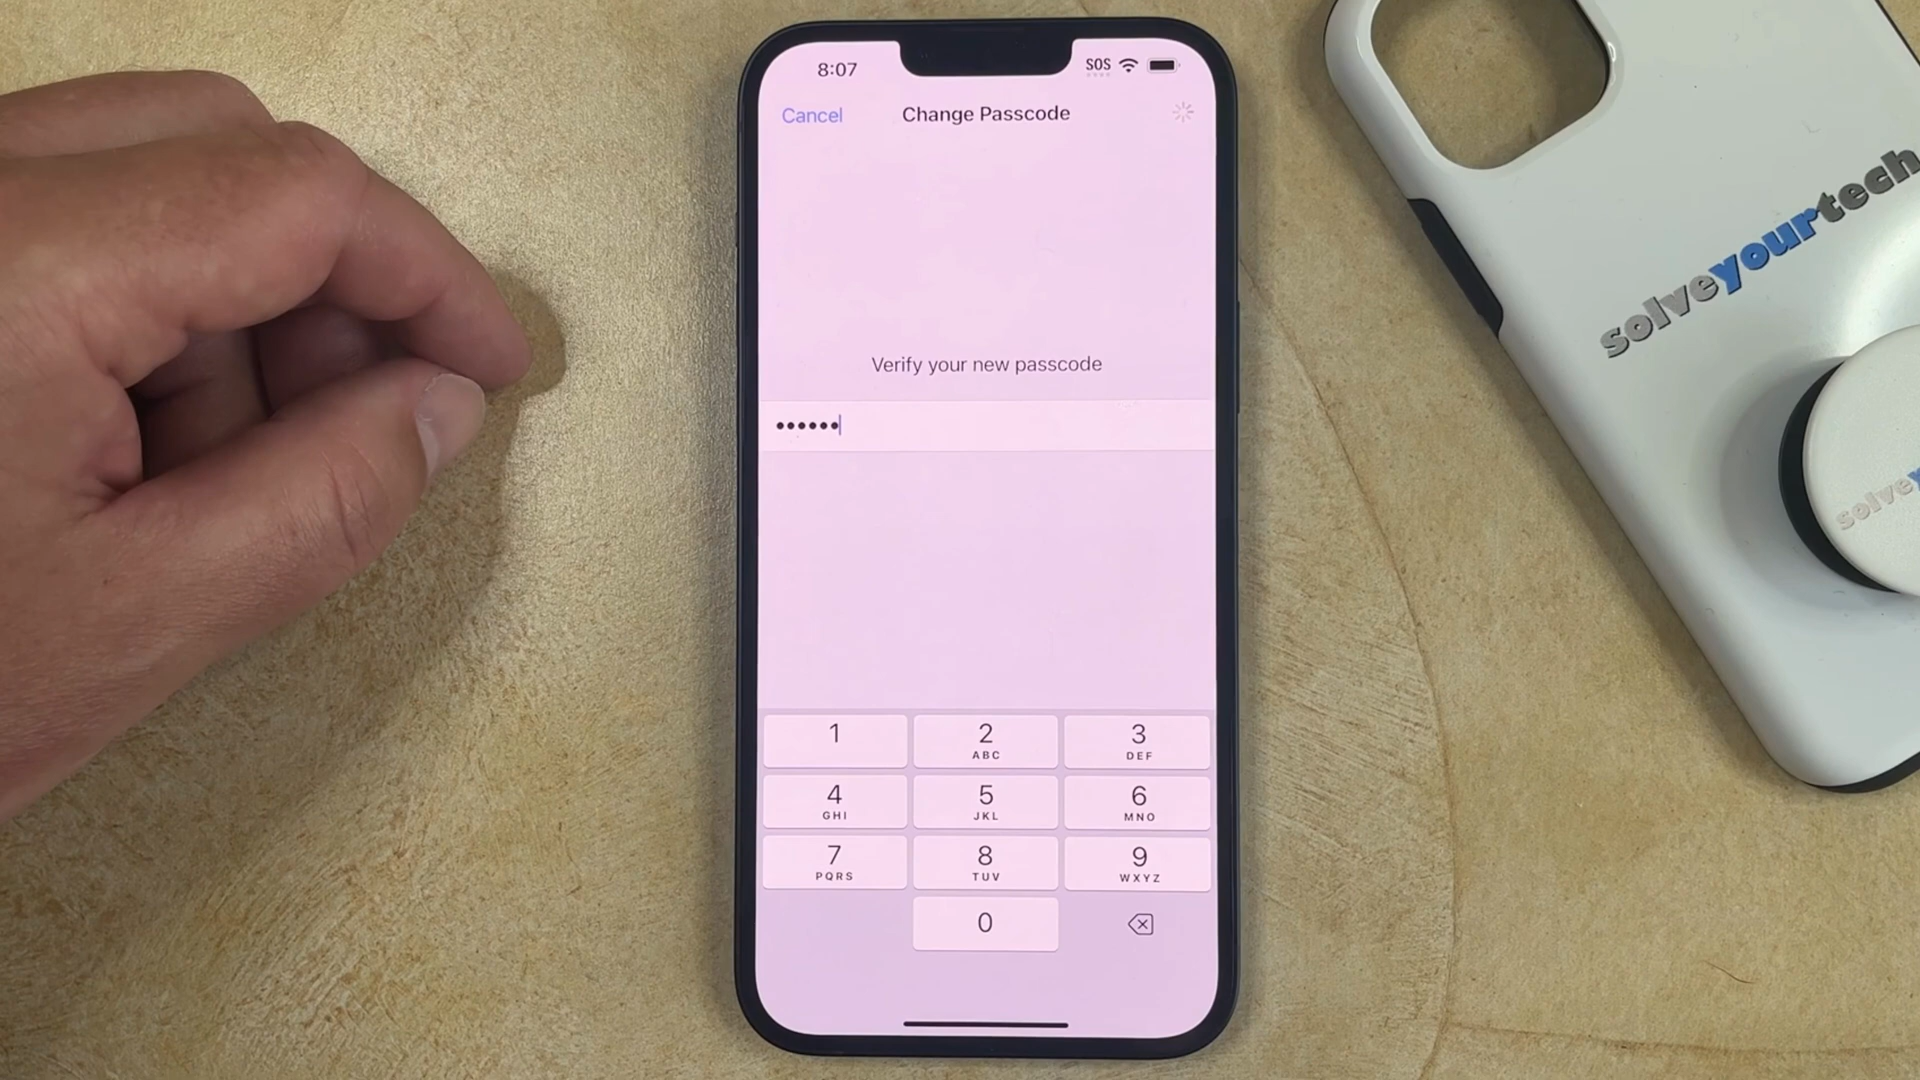 8:07
SOS
Cancel
Change Passcode
Verify your new passcode
1
2
ABC
3
DEF
4
GHI
5
JKL
6
MNO
7
PQRS
8
TUV
9
WXYZ
0
solveyourtech
solvey